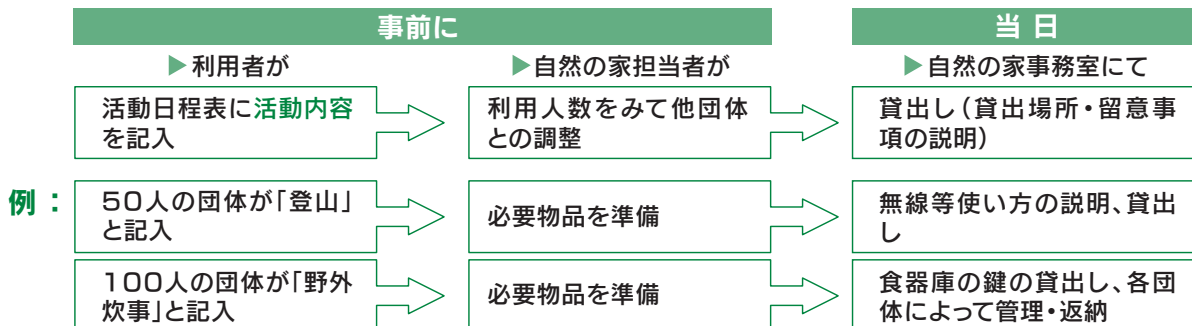 事前に
当日
▶利用者が
▶自然の家担当者が
▶自然の家事務室にて
活動日程表に活動内容
を記入
利用人数をみて他団体
との調整
貸出し(貸出場所・留意事
項の説明)
例：
50人の団体が「登山」
と記入
必要物品を準備
無線等使い方の説明、貸出
し
100人の団体が「野外
炊事」と記入
必要物品を準備
食器庫の鍵の貸出し、各団
体によって管理・返納